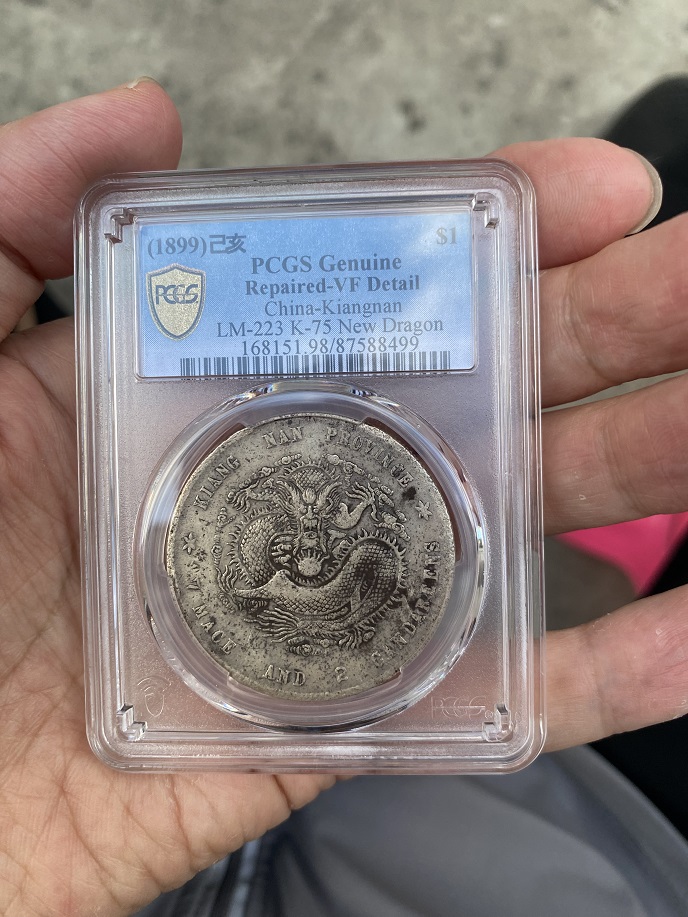 (1899)己亥 $1
PCGS Genuine
Repaired-VF Detail
China-Kiangnan
LM-223 K-75 New Dragon
168151.98/87588499
PCGS
KIANG NAN PROVINCE
7 MACE AND 2 CANDAREENS
PCGS